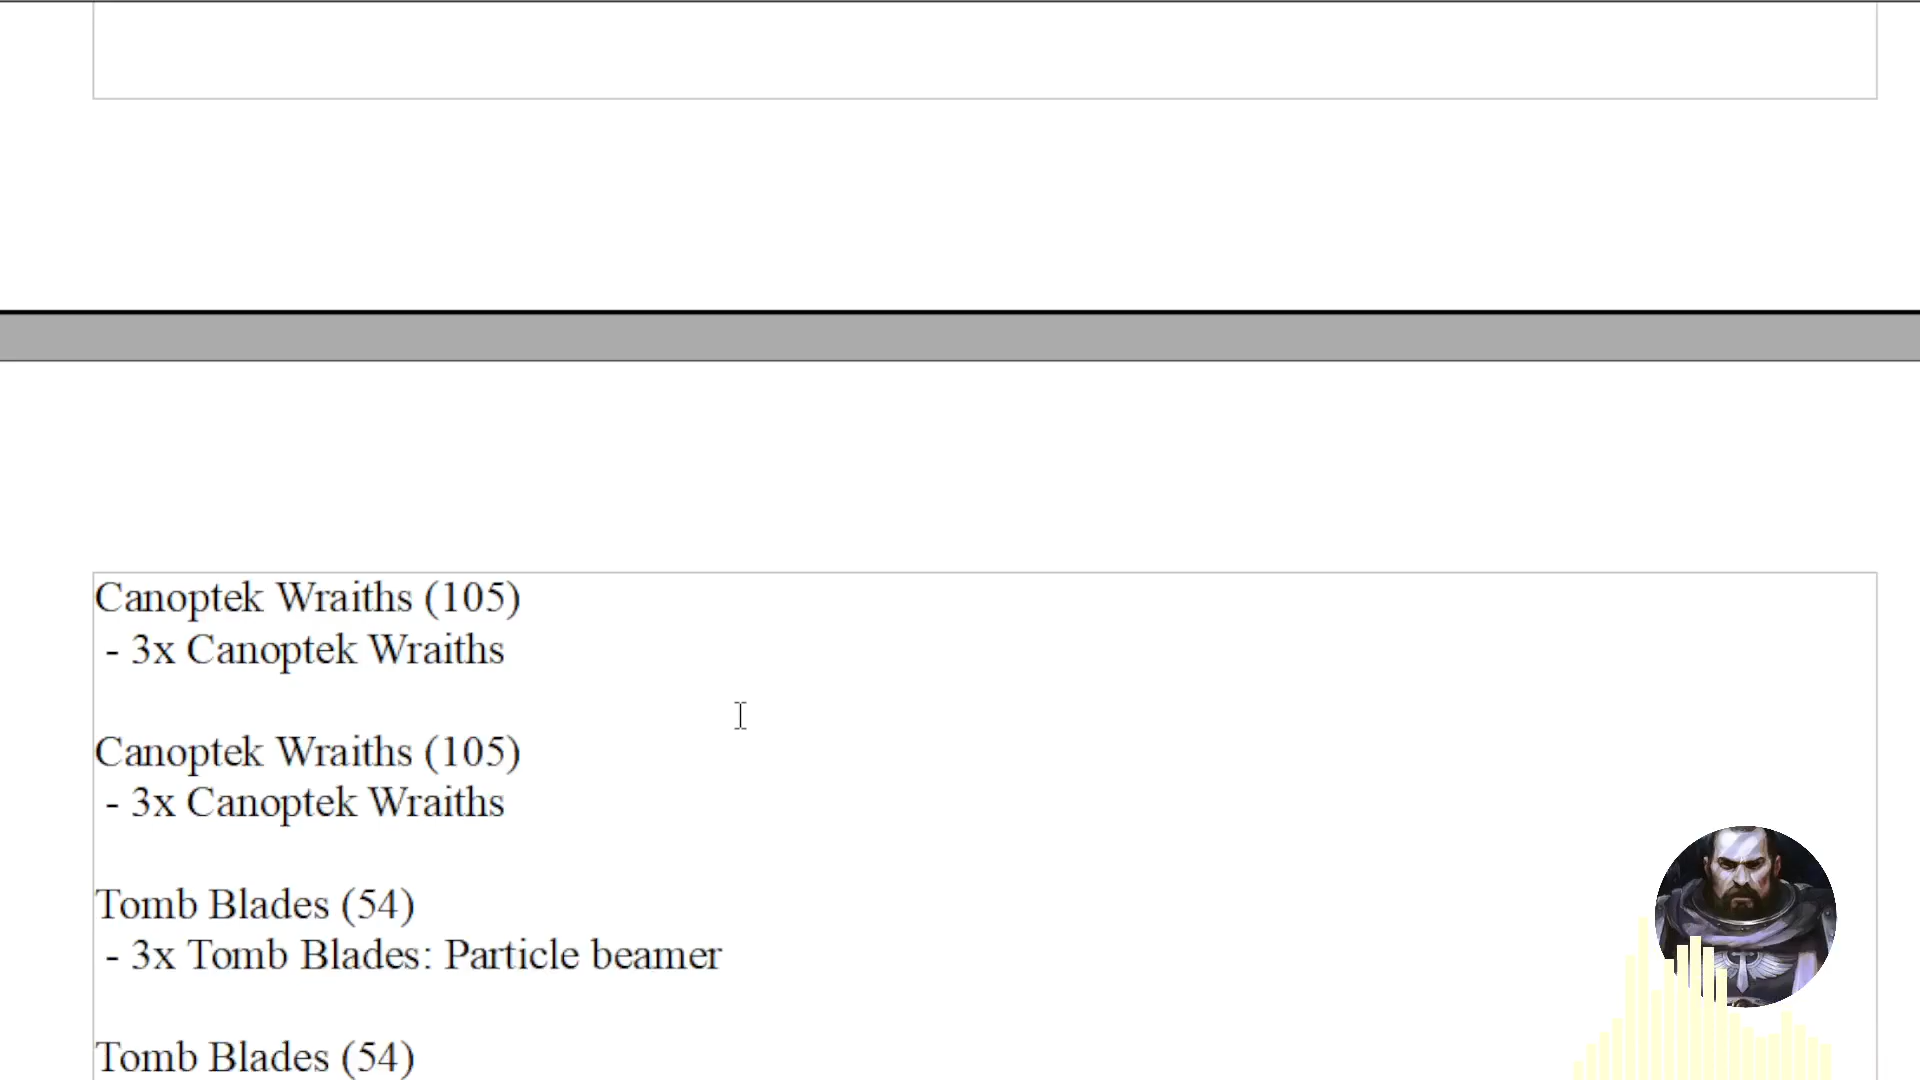 Canoptek Wraiths (105)
- 3x Canoptek Wraiths
Canoptek Wraiths (105)
- 3x Canoptek Wraiths
Tomb Blades (54)
- 3x Tomb Blades: Particle beamer
Tomb Blades (54)